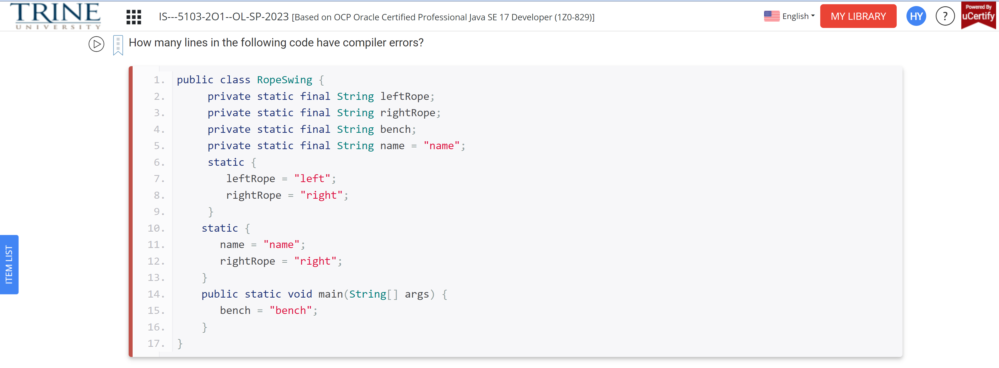 TRINE
UNIVERSITY
IS---5103-2O1--OL-SP-2023 [Based on OCP Oracle Certified Professional Java SE 17 Developer (1Z0-829)]
English
MY LIBRARY
HY
?
Powered By
uCertify
How many lines in the following code have compiler errors?
1. public class RopeSwing {
2. private static final String leftRope;
3. private static final String rightRope;
4. private static final String bench;
5. private static final String name = "name";
6. static {
7. leftRope = "left";
8. rightRope = "right";
9. }
10. static {
11. name = "name";
12. rightRope = "right";
13. }
14. public static void main(String[] args) {
15. bench = "bench";
16. }
17. }
ITEM LIST